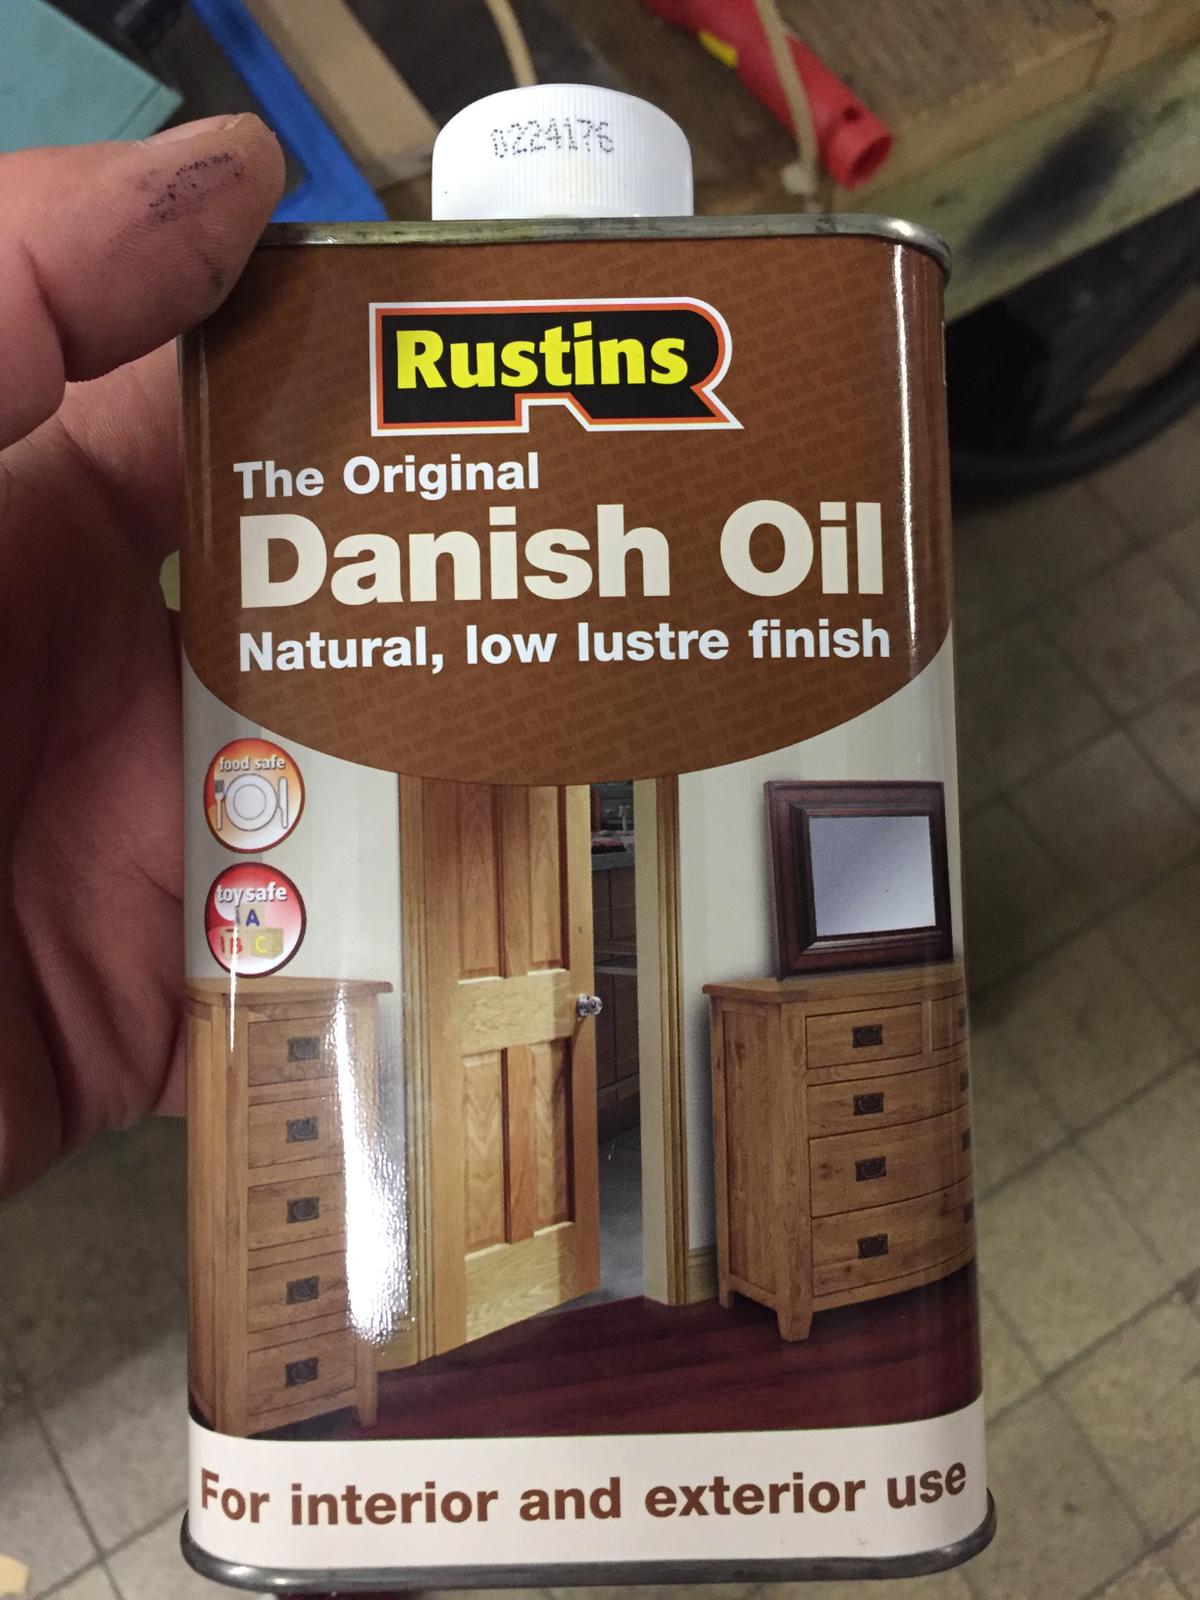 0224176
Rustins
The Original
Danish Oil
Natural, low lustre finish
food safe
toy safe
A
B C
For interior and exterior use